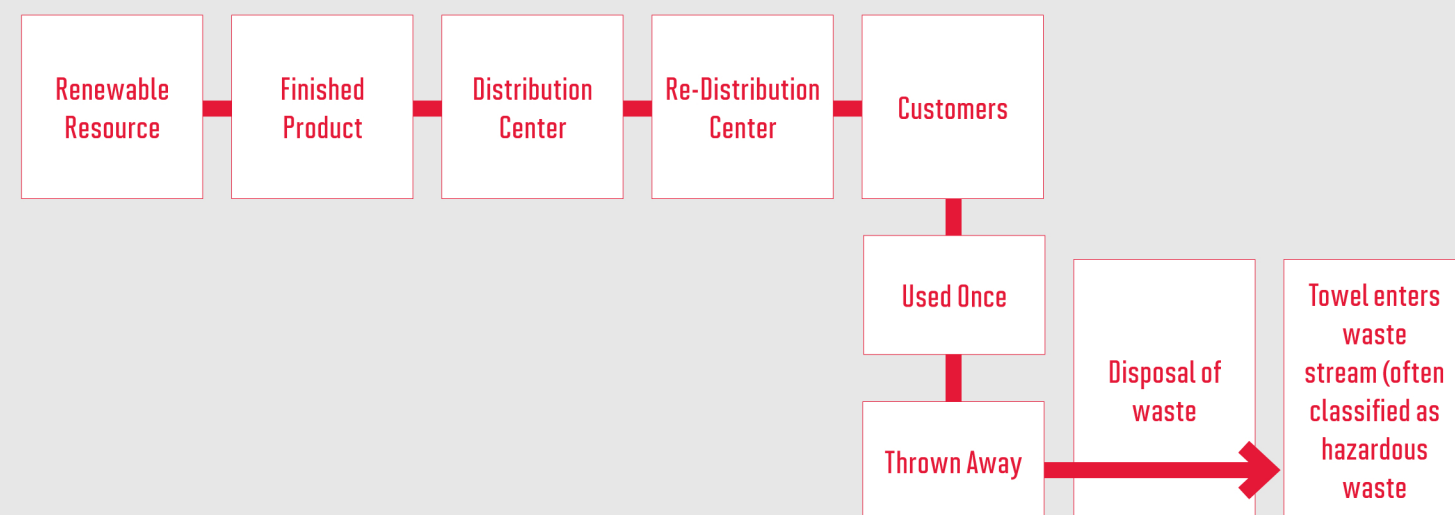 Renewable
Resource
Finished
Product
Distribution
Center
Re-Distribution
Center
Customers
Used Once
Thrown Away
Disposal of
waste
Towel enters
waste
stream (often
classified as
hazardous
waste